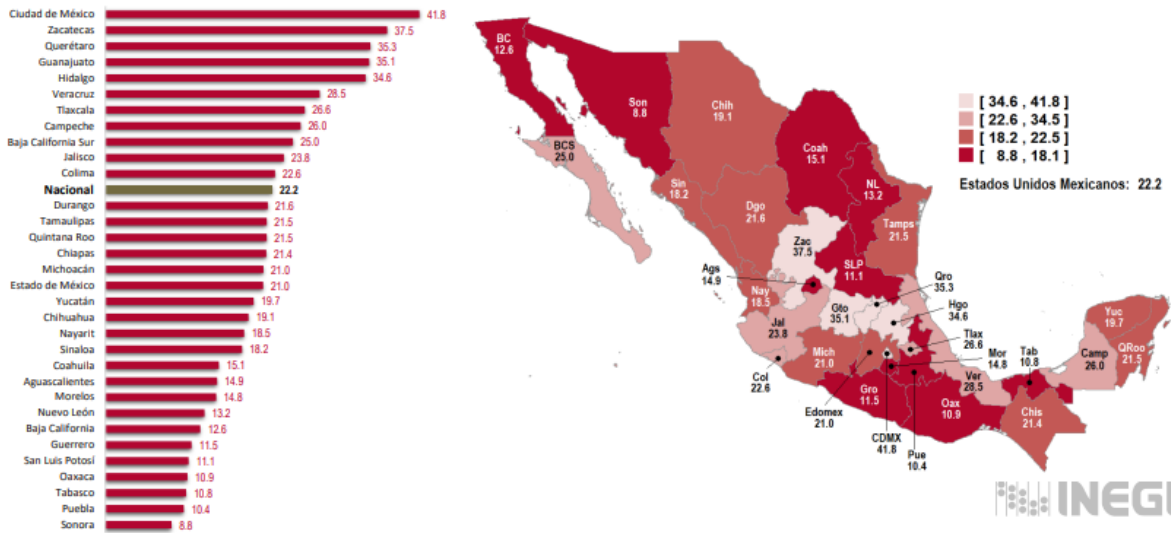 Ciudad de México 41.8
Zacatecas 37.5
Querétaro 35.3
Guanajuato 35.1
Hidalgo 34.6
Veracruz 28.5
Tlaxcala 26.6
Campeche 26.0
Baja California Sur 25.0
Jalisco 23.8
Colima 22.6
Nacional 22.2
Durango 21.6
Tamaulipas 21.5
Quintana Roo 21.5
Chiapas 21.4
Michoacán 21.0
Estado de México 21.0
Yucatán 19.7
Chihuahua 19.1
Nayarit 18.5
Sinaloa 18.2
Coahuila 15.1
Aguascalientes 14.9
Morelos 14.8
Nuevo León 13.2
Baja California 12.6
Guerrero 11.5
San Luis Potosí 11.1
Oaxaca 10.9
Tabasco 10.8
Puebla 10.4
Sonora 8.8
BC
12.6
Son
8.8
Chih
19.1
Coah
15.1
BCS
25.0
Sin
18.2
Dgo
21.6
NL
13.2
Tamps
21.5
Zac
37.5
SLP
11.1
Ags
14.9
Nay
18.5
Qro
35.3
Gto
35.1
Hgo
34.6
Jal
23.8
Tlax
26.6
Mich
21.0
Mor
14.8
Col
22.6
Ver
28.5
Tab
10.8
Camp
26.0
Yuc
19.7
QRoo
21.5
Gro
11.5
Oax
10.9
Chis
21.4
Edomex
21.0
CDMX
41.8
Pue
10.4
[ 34.6 , 41.8 ]
[ 22.6 , 34.5 ]
[ 18.2 , 22.5 ]
[ 8.8 , 18.1 ]
Estados Unidos Mexicanos: 22.2
INEGI